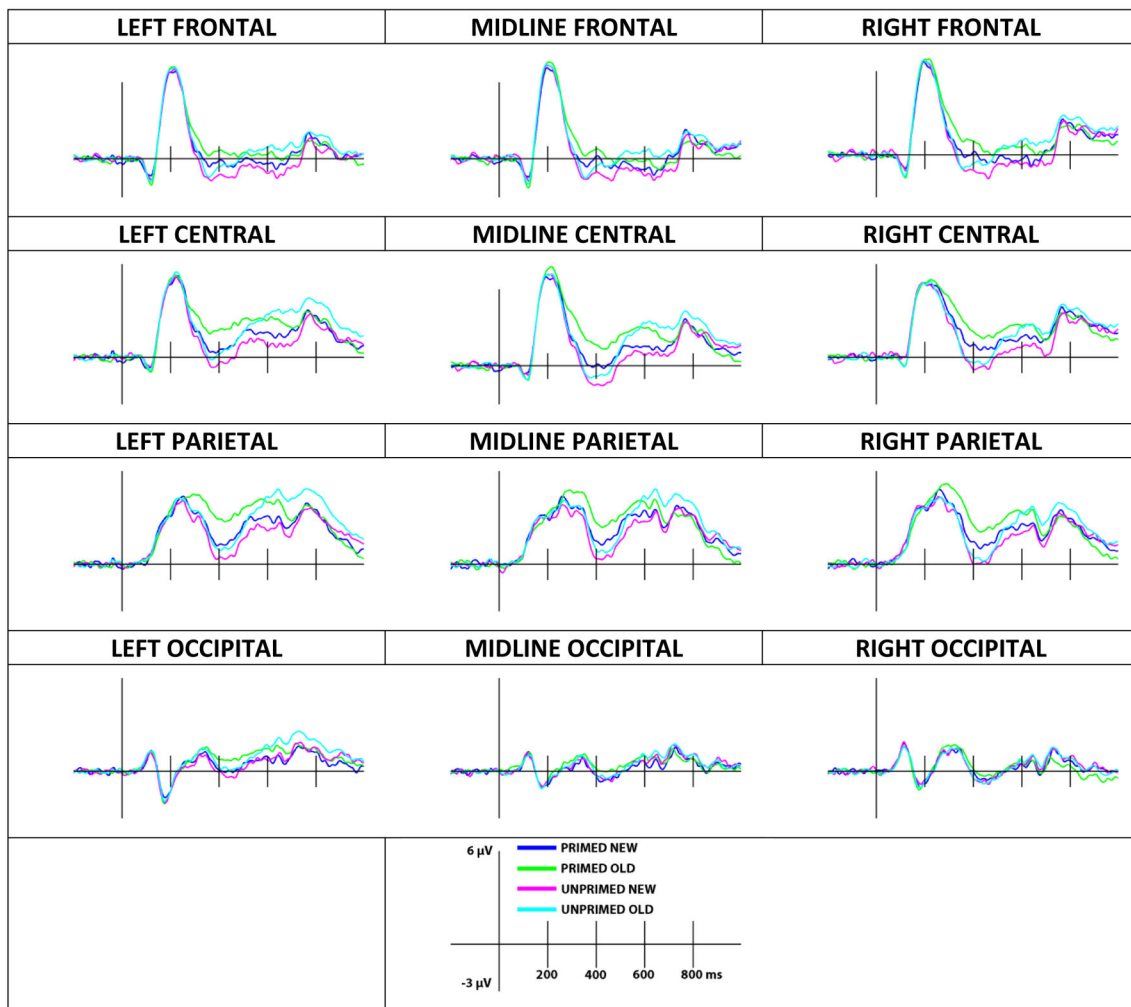 LEFT FRONTAL
MIDLINE FRONTAL
RIGHT FRONTAL
LEFT CENTRAL
MIDLINE CENTRAL
RIGHT CENTRAL
LEFT PARIETAL
MIDLINE PARIETAL
RIGHT PARIETAL
LEFT OCCIPITAL
MIDLINE OCCIPITAL
RIGHT OCCIPITAL
6 µV
PRIMED NEW
PRIMED OLD
UNPRIMED NEW
UNPRIMED OLD
-3 µV
200 400 600 800 ms